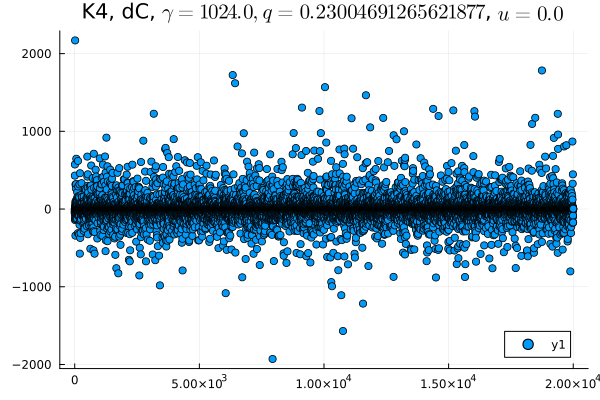 K4, dC, γ = 1024.0, q = 0.23004691265621877, u = 0.0
2000
1000
0
−1000
−2000
y1
0 5.00×10³ 1.00×10⁴ 1.50×10⁴ 2.00×10⁴